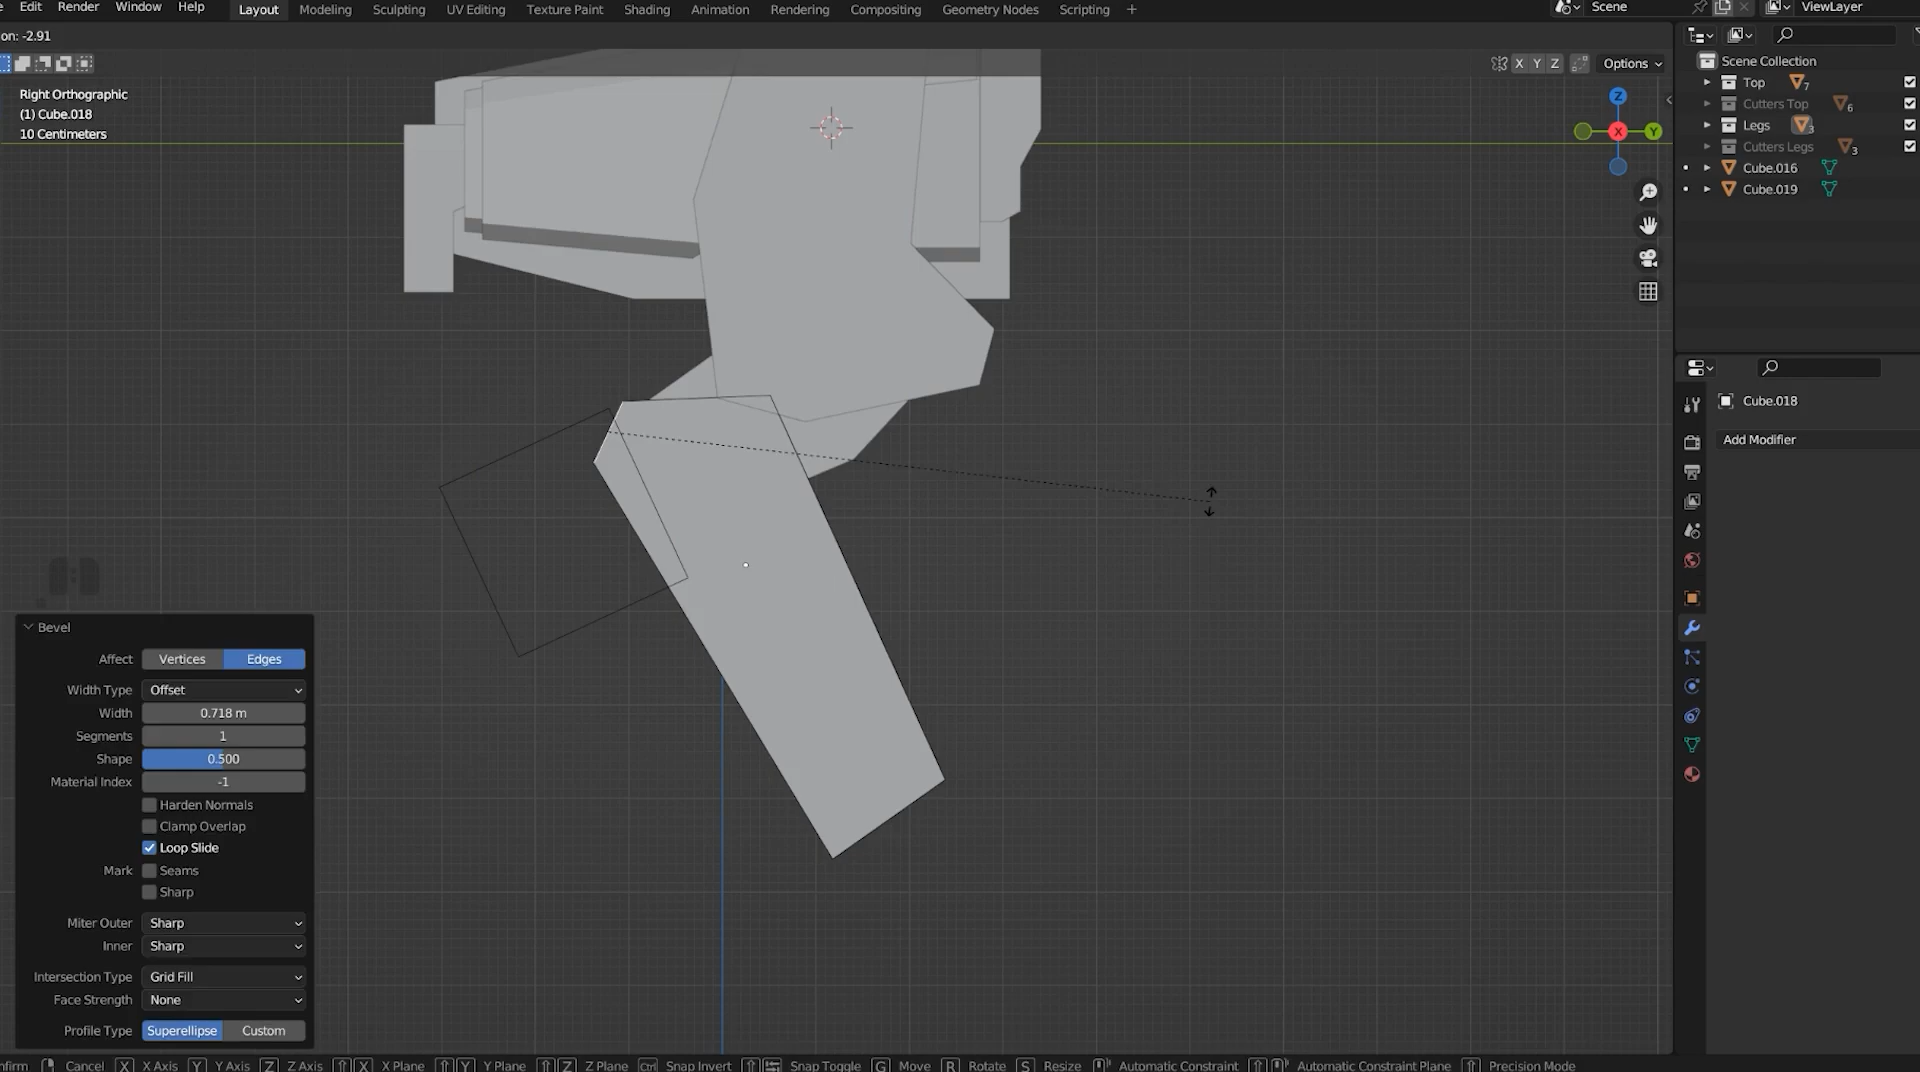 Edit Render Window Help Layout Modeling Sculpting UV Editing Texture Paint Shading Animation Rendering Compositing Geometry Nodes Scripting + Scene ViewLayer
on: -2.91
X Y Z Options
Right Orthographic
(1) Cube.018
10 Centimeters
Z
Y
X
Scene Collection
Top 7
Cutters Top 6
Legs 3
Cutters Legs 3
Cube.016
Cube.019
Cube.018
Add Modifier
Bevel
Affect Vertices Edges
Width Type Offset
Width 0.718 m
Segments 1
Shape 0.500
Material Index -1
Harden Normals
Clamp Overlap
Loop Slide
Mark Seams
Sharp
Miter Outer Sharp
Inner Sharp
Intersection Type Grid Fill
Face Strength None
Profile Type Superellipse Custom
nfirm Cancel X X Axis Y Y Axis Z Z Axis X X Plane Y Y Plane Z Z Plane Ctrl Snap Invert Snap Toggle G Move R Rotate S Resize Automatic Constraint Automatic Constraint Plane Precision Mode